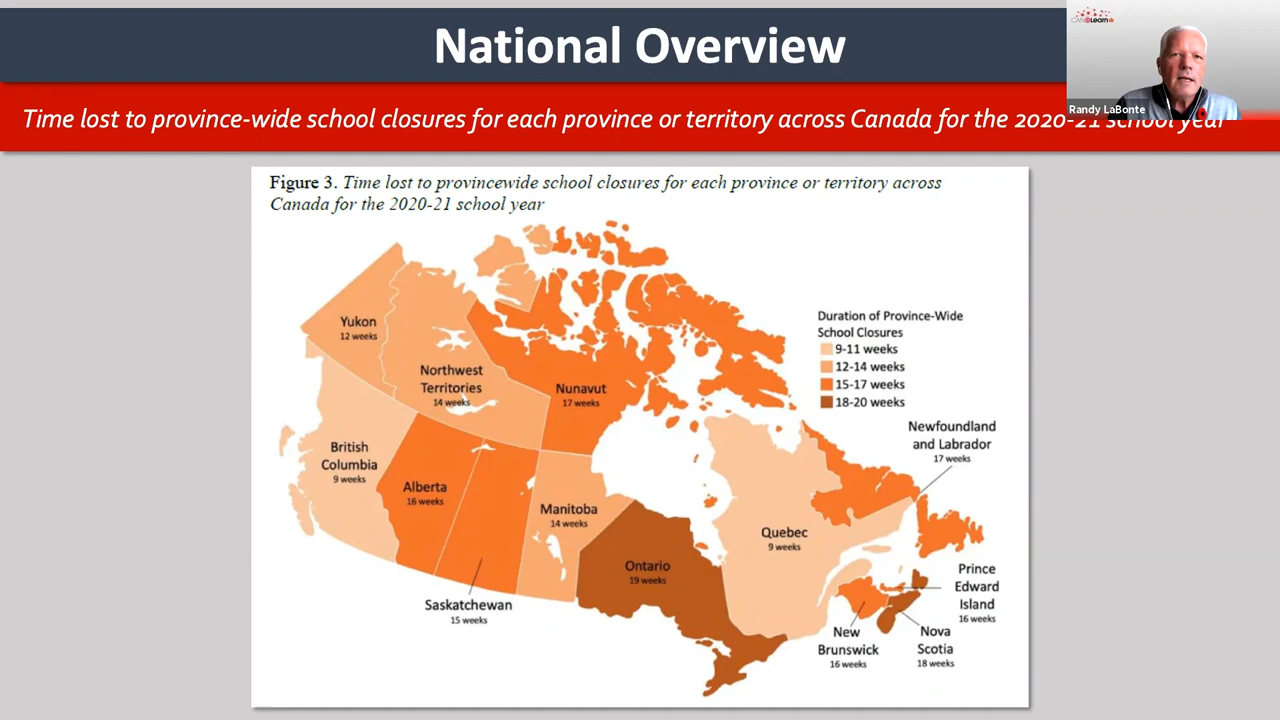 National Overview
CANeLearn
Randy LaBonte
Time lost to province-wide school closures for each province or territory across Canada for the 2020-21 school year
Figure 3. Time lost to provincewide school closures for each province or territory across
Canada for the 2020-21 school year
Yukon
12 weeks
Northwest
Territories
14 weeks
Nunavut
17 weeks
British
Columbia
9 weeks
Alberta
16 weeks
Saskatchewan
15 weeks
Manitoba
14 weeks
Ontario
19 weeks
Quebec
9 weeks
Duration of Province-Wide
School Closures
9-11 weeks
12-14 weeks
15-17 weeks
18-20 weeks
Newfoundland
and Labrador
17 weeks
Prince
Edward
Island
16 weeks
New
Brunswick
16 weeks
Nova
Scotia
18 weeks